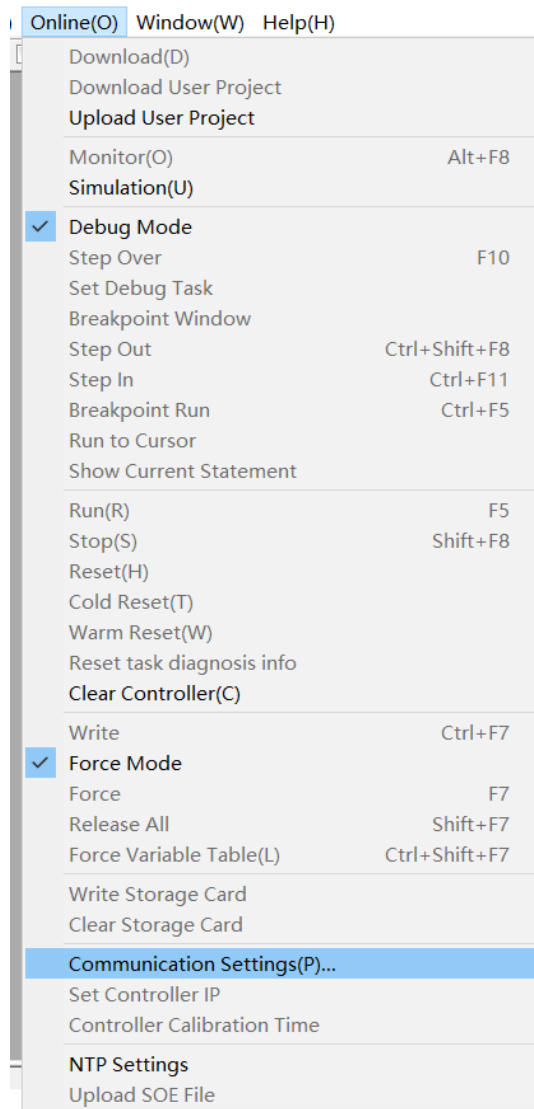 Online(O) Window(W) Help(H)
Download(D)
Download User Project
Upload User Project
Monitor(O) Alt+F8
Simulation(U)
Debug Mode
Step Over F10
Set Debug Task
Breakpoint Window
Step Out Ctrl+Shift+F8
Step In Ctrl+F11
Breakpoint Run Ctrl+F5
Run to Cursor
Show Current Statement
Run(R) F5
Stop(S) Shift+F8
Reset(H)
Cold Reset(T)
Warm Reset(W)
Reset task diagnosis info
Clear Controller(C)
Write Ctrl+F7
Force Mode
Force F7
Release All Shift+F7
Force Variable Table(L) Ctrl+Shift+F7
Write Storage Card
Clear Storage Card
Communication Settings(P)...
Set Controller IP
Controller Calibration Time
NTP Settings
Upload SOE File